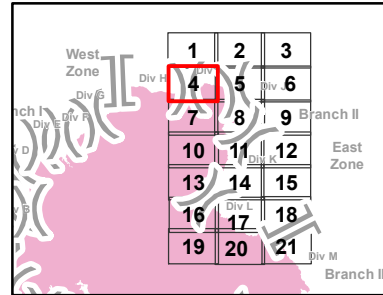 1 2 3
West Zone
Div H
Div
4 5 6
Div J
Div G
nch I
Div F
Div E
7 8 9
Branch II
D
10 11 12
East Zone
Div K
13 14 15
Div L
16 17 18
19 20 21
Div M
Branch II